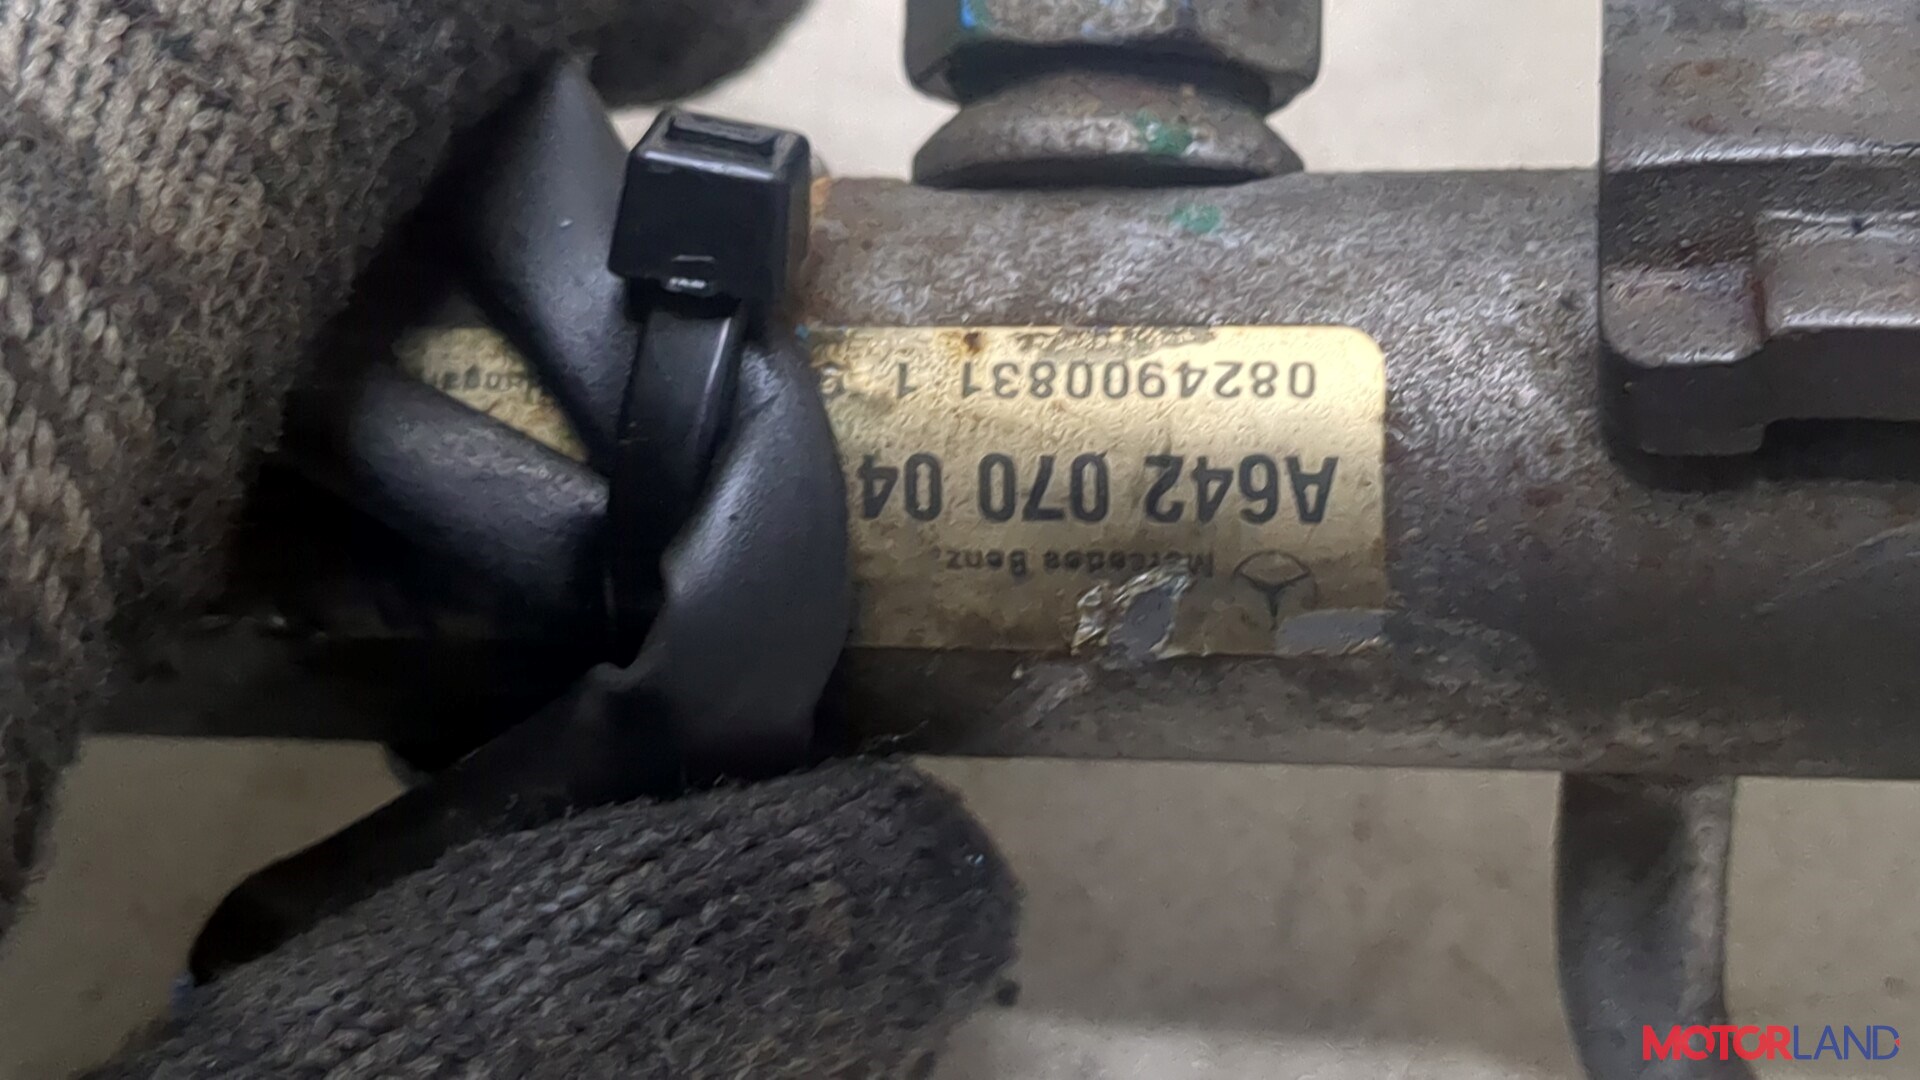 Mercedes Benz
A642 070 04
0824900831 1
MOTORLAND